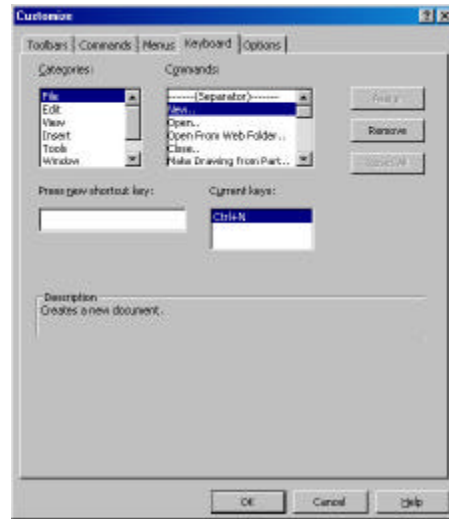 Customize
Toolbars Commands Menus Keyboard Options
Categories: Commands:
File
Edit
View
Insert
Tools
Window
------(Separator)------
New...
Open...
Open From Web Folder...
Close...
Make Drawing from Part...
Remove
Press new shortcut key: Current keys:
Ctrl+N
Description
Creates a new document.
OK Cancel Help